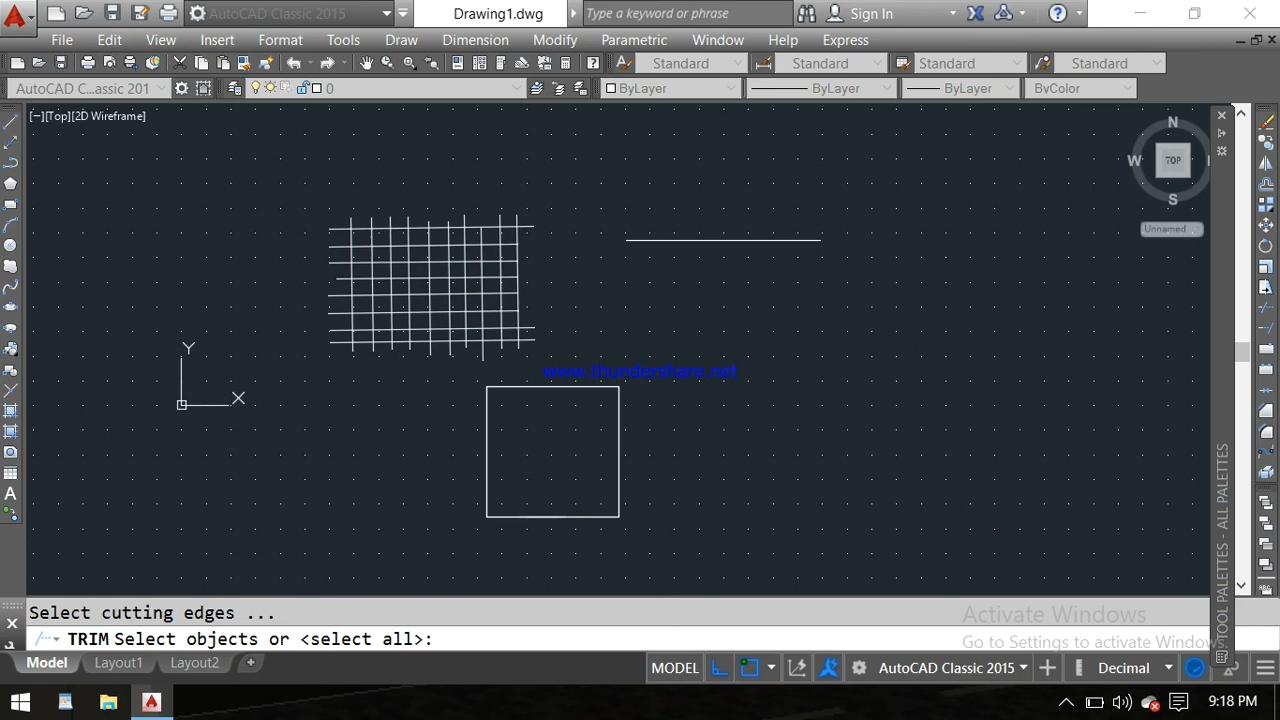 AutoCAD Classic 2015
Drawing1.dwg
Type a keyword or phrase
Sign In
File Edit View Insert Format Tools Draw Dimension Modify Parametric Window Help Express
Standard Standard Standard Standard
AutoCAD C...assic 201 0 ByLayer ByLayer ByLayer ByColor
[−][Top][2D Wireframe]
N
W TOP
S
Unnamed
Y
X
www.thundershare.net
TOOL PALETTES - ALL PALETTES
Select cutting edges ...
TRIM Select objects or <select all>:
Activate Windows
Go to Settings to activate Windows.
Model Layout1 Layout2
MODEL AutoCAD Classic 2015 Decimal
9:18 PM